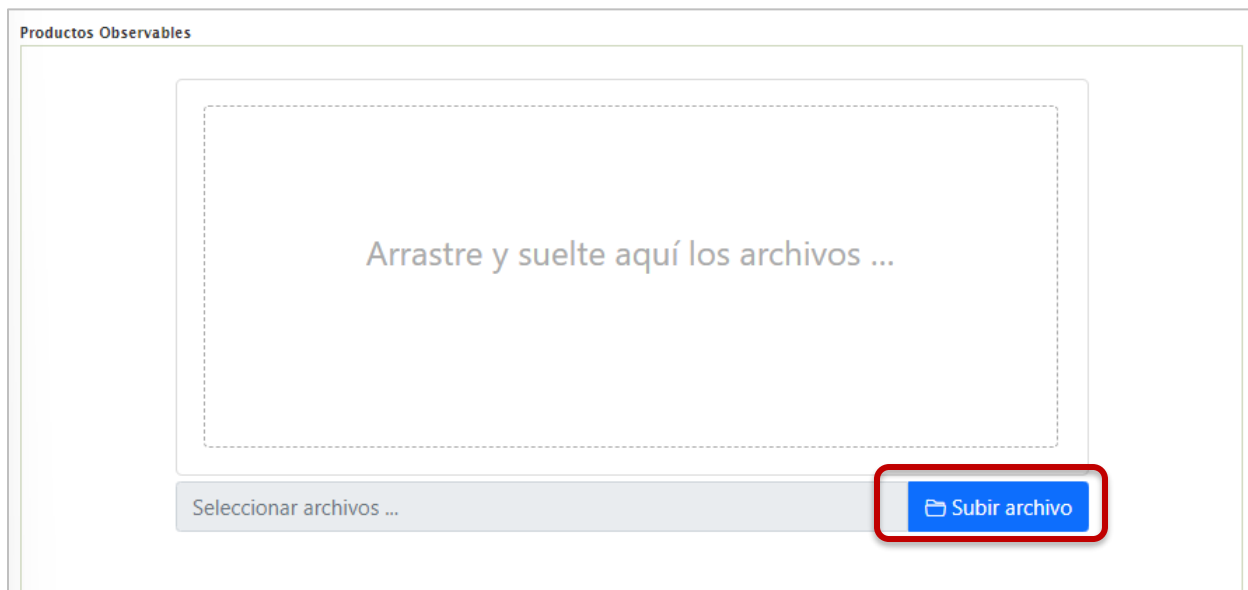 Productos Observables
Arrastre y suelte aquí los archivos ...
Seleccionar archivos ...
Subir archivo